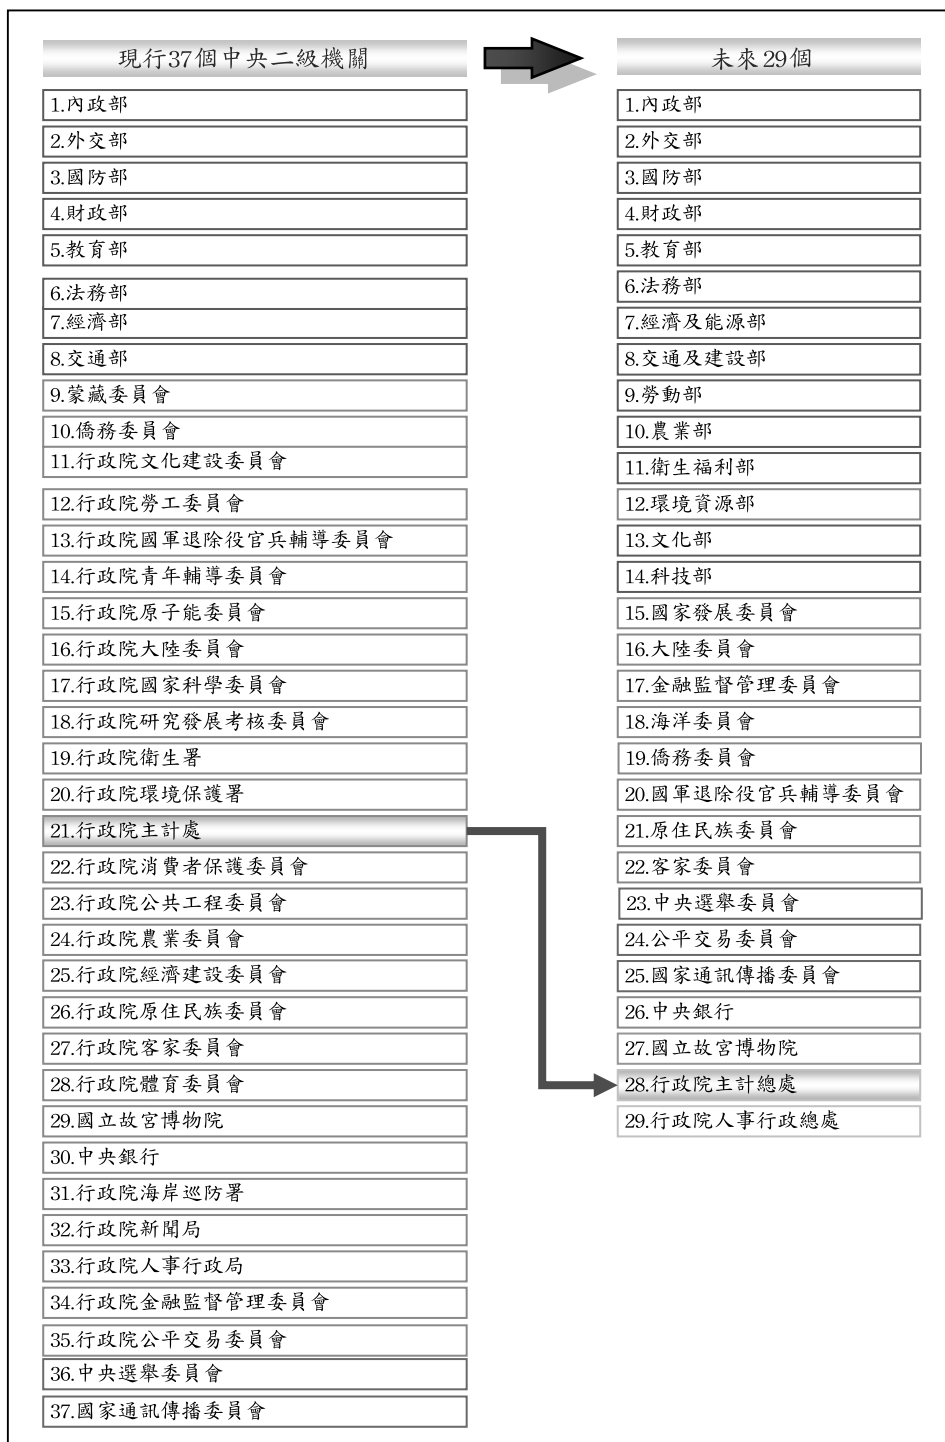 現行37個中央二級機關
1.內政部
2.外交部
3.國防部
4.財政部
5.教育部
6.法務部
7.經濟部
8.交通部
9.蒙藏委員會
10.僑務委員會
11.行政院文化建設委員會
12.行政院勞工委員會
13.行政院國軍退除役官兵輔導委員會
14.行政院青年輔導委員會
15.行政院原子能委員會
16.行政院大陸委員會
17.行政院國家科學委員會
18.行政院研究發展考核委員會
19.行政院衛生署
20.行政院環境保護署
21.行政院主計處
22.行政院消費者保護委員會
23.行政院公共工程委員會
24.行政院農業委員會
25.行政院經濟建設委員會
26.行政院原住民族委員會
27.行政院客家委員會
28.行政院體育委員會
29.國立故宮博物院
30.中央銀行
31.行政院海岸巡防署
32.行政院新聞局
33.行政院人事行政局
34.行政院金融監督管理委員會
35.行政院公平交易委員會
36.中央選舉委員會
37.國家通訊傳播委員會
未來29個
1.內政部
2.外交部
3.國防部
4.財政部
5.教育部
6.法務部
7.經濟及能源部
8.交通及建設部
9.勞動部
10.農業部
11.衛生福利部
12.環境資源部
13.文化部
14.科技部
15.國家發展委員會
16.大陸委員會
17.金融監督管理委員會
18.海洋委員會
19.僑務委員會
20.國軍退除役官兵輔導委員會
21.原住民族委員會
22.客家委員會
23.中央選舉委員會
24.公平交易委員會
25.國家通訊傳播委員會
26.中央銀行
27.國立故宮博物院
28.行政院主計總處
29.行政院人事行政總處